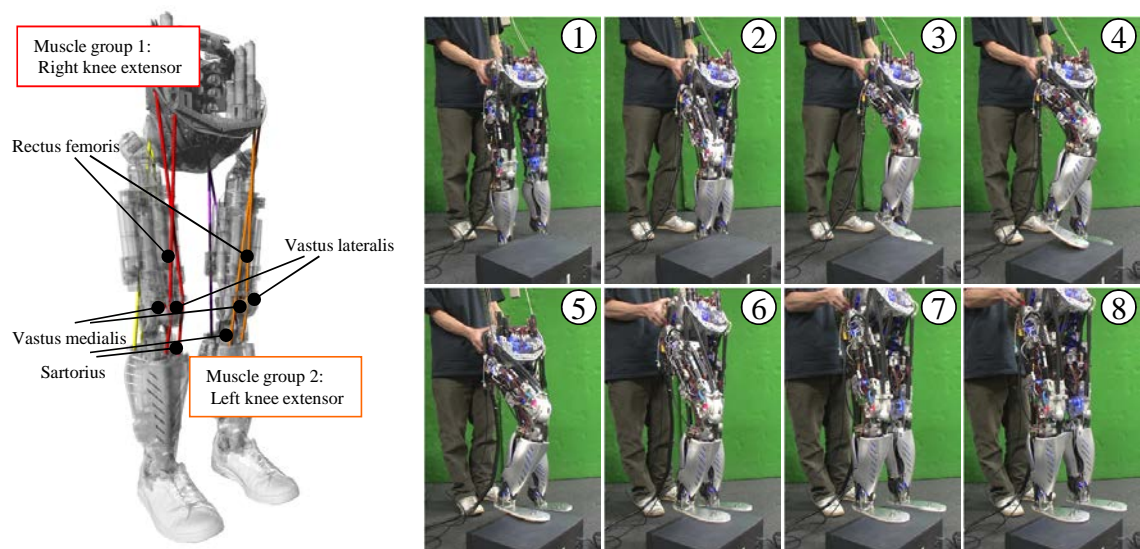 Muscle group 1:
Right knee extensor
Rectus femoris
Vastus lateralis
Vastus medialis
Sartorius
Muscle group 2:
Left knee extensor
1
2
3
4
5
6
7
8